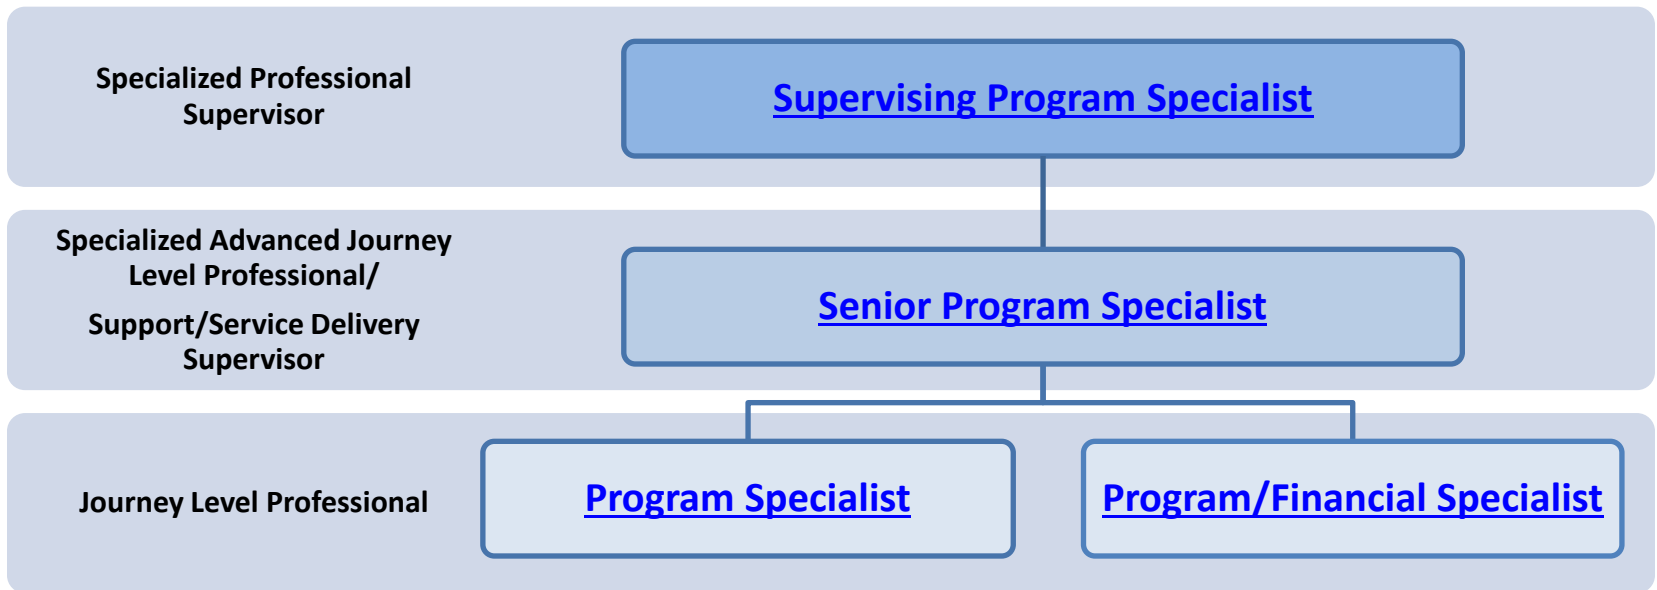 Specialized Professional
Supervisor
Supervising Program Specialist
Specialized Advanced Journey
Level Professional/
Support/Service Delivery
Supervisor
Senior Program Specialist
Journey Level Professional
Program Specialist
Program/Financial Specialist